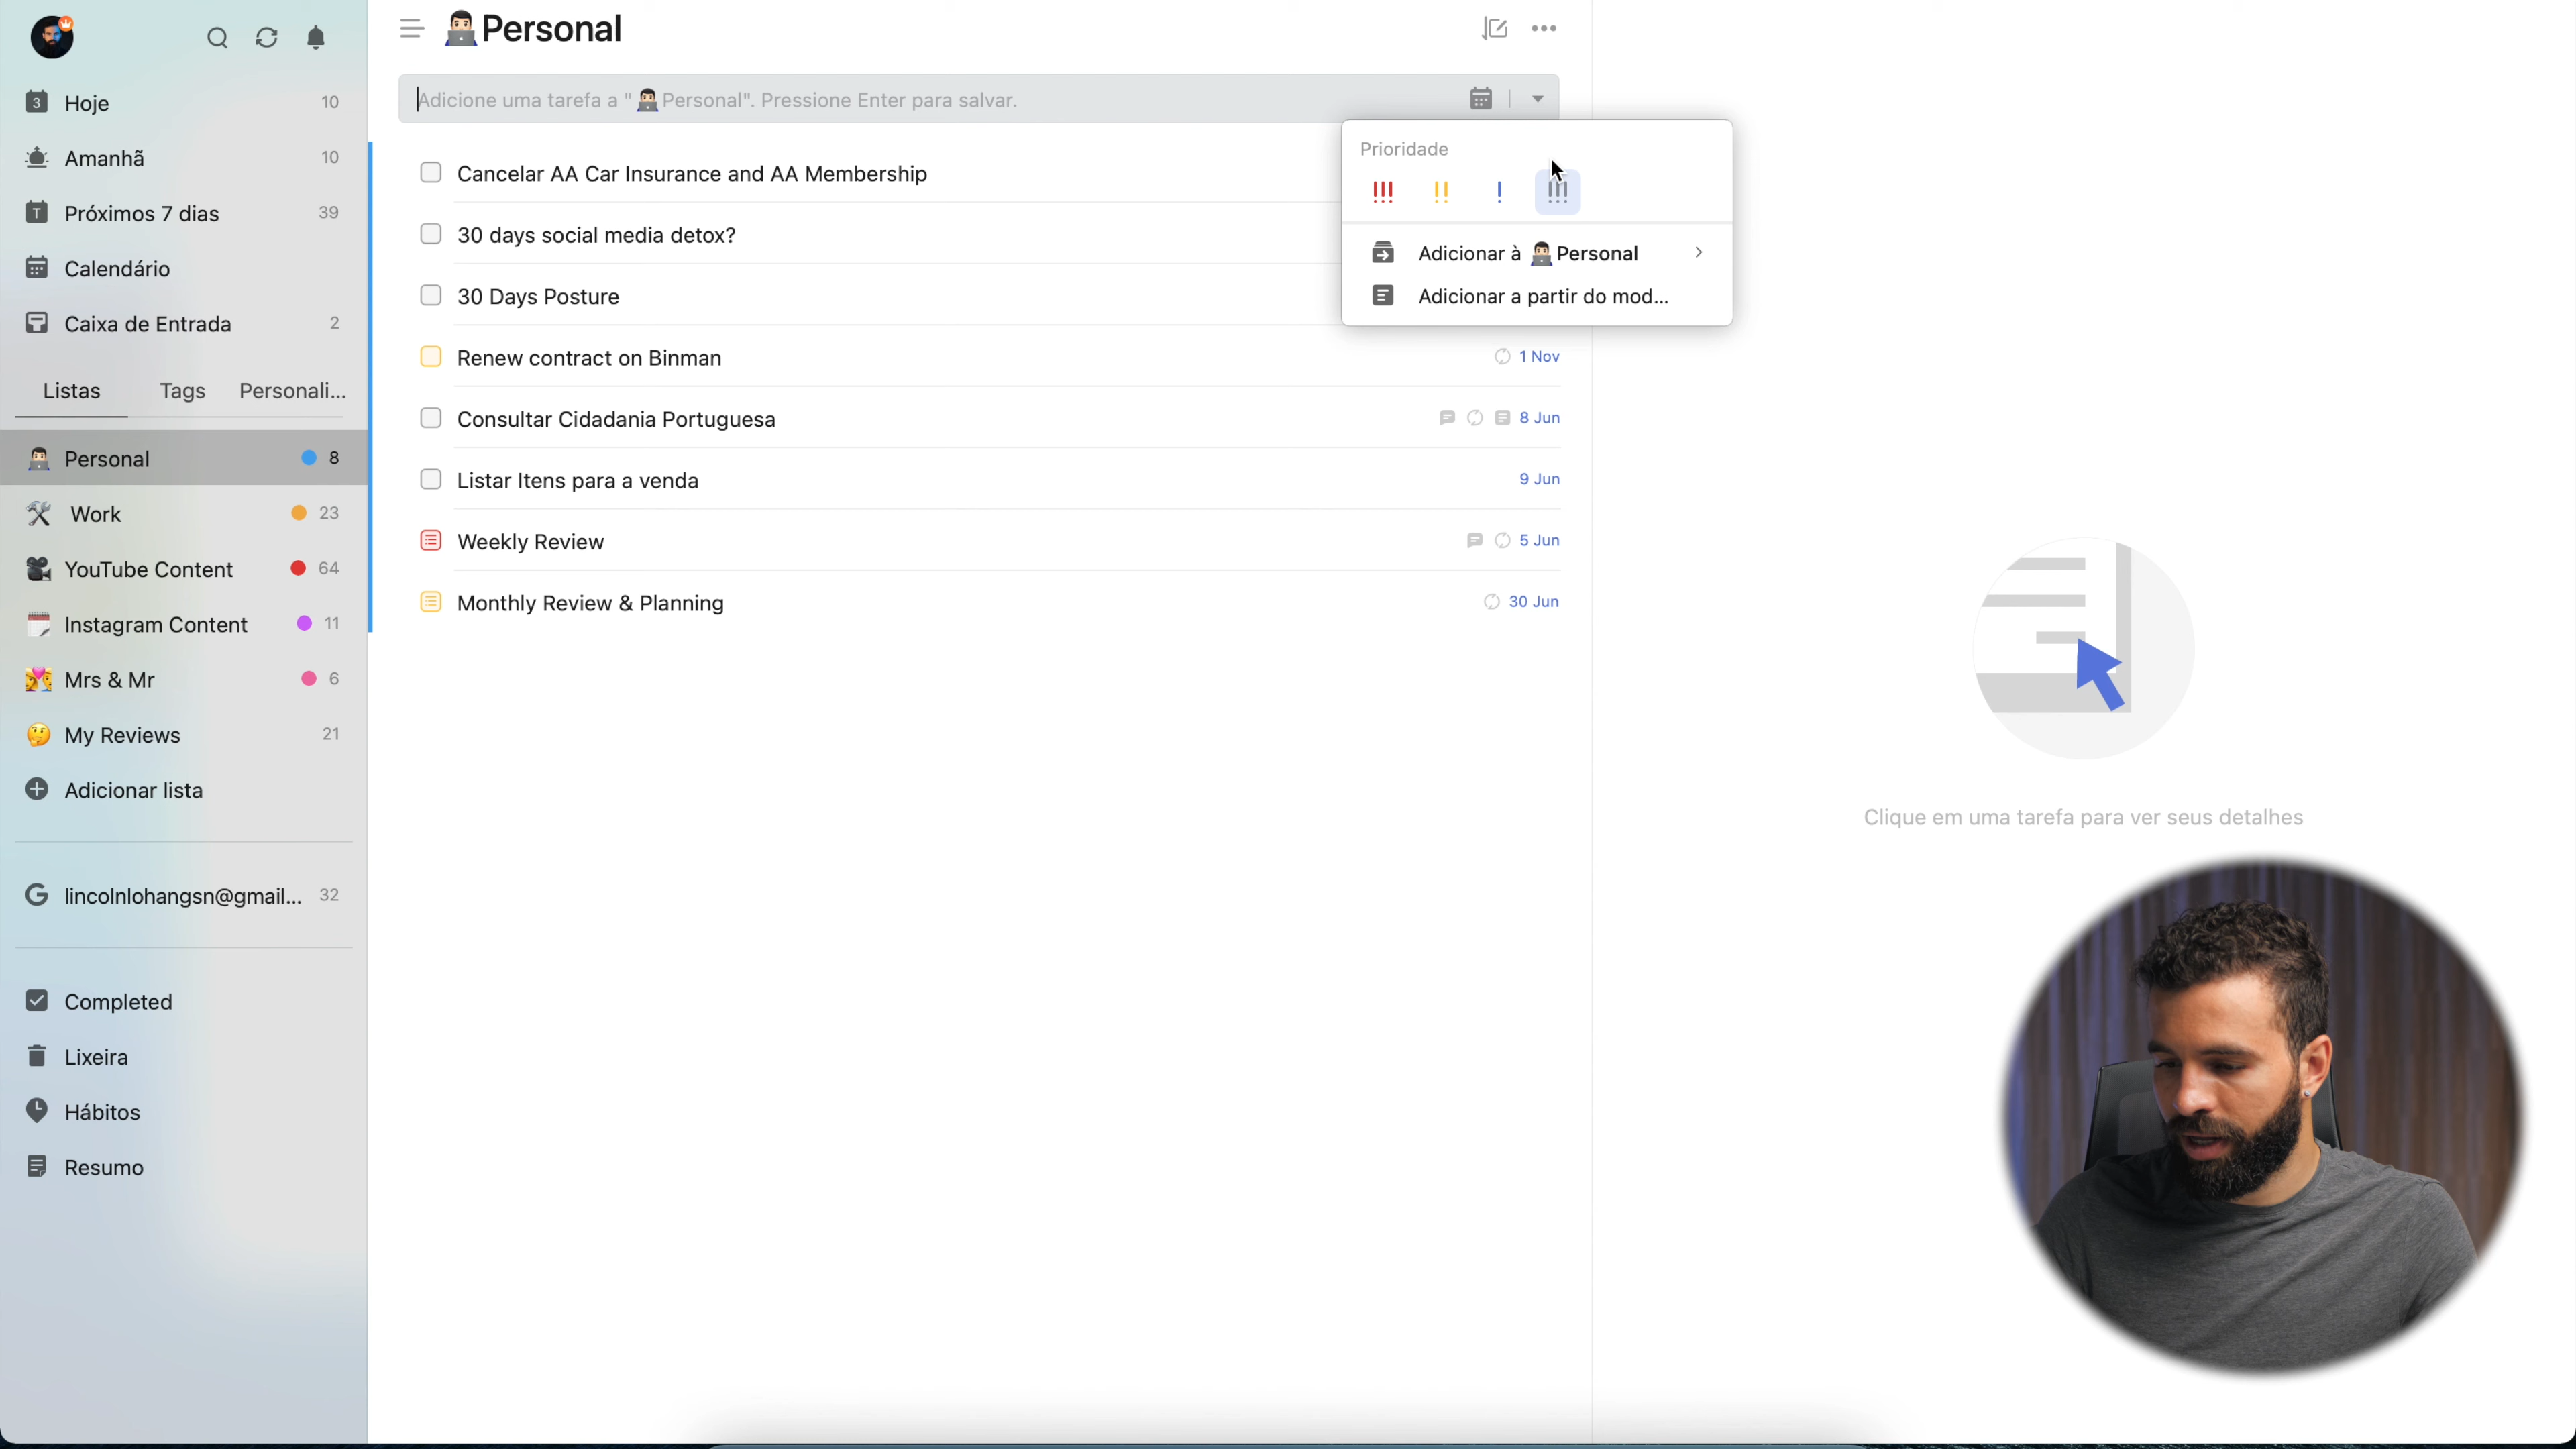 3 Hoje 10
Amanhã 10
T Próximos 7 dias 39
Calendário
Caixa de Entrada 2
Listas Tags Personali...
Personal 8
Work 23
YouTube Content 64
Instagram Content 11
Mrs & Mr 6
My Reviews 21
Adicionar lista
G lincolnlohangsn@gmail... 32
Completed
Lixeira
Hábitos
Resumo
Personal
Adicione uma tarefa a "Personal". Pressione Enter para salvar.
Cancelar AA Car Insurance and AA Membership
30 days social media detox?
30 Days Posture
Renew contract on Binman 1 Nov
Consultar Cidadania Portuguesa 8 Jun
Listar Itens para a venda 9 Jun
Weekly Review 5 Jun
Monthly Review & Planning 30 Jun
Prioridade
!!! !! ! !!!
Adicionar à Personal
Adicionar a partir do mod...
Clique em uma tarefa para ver seus detalhes